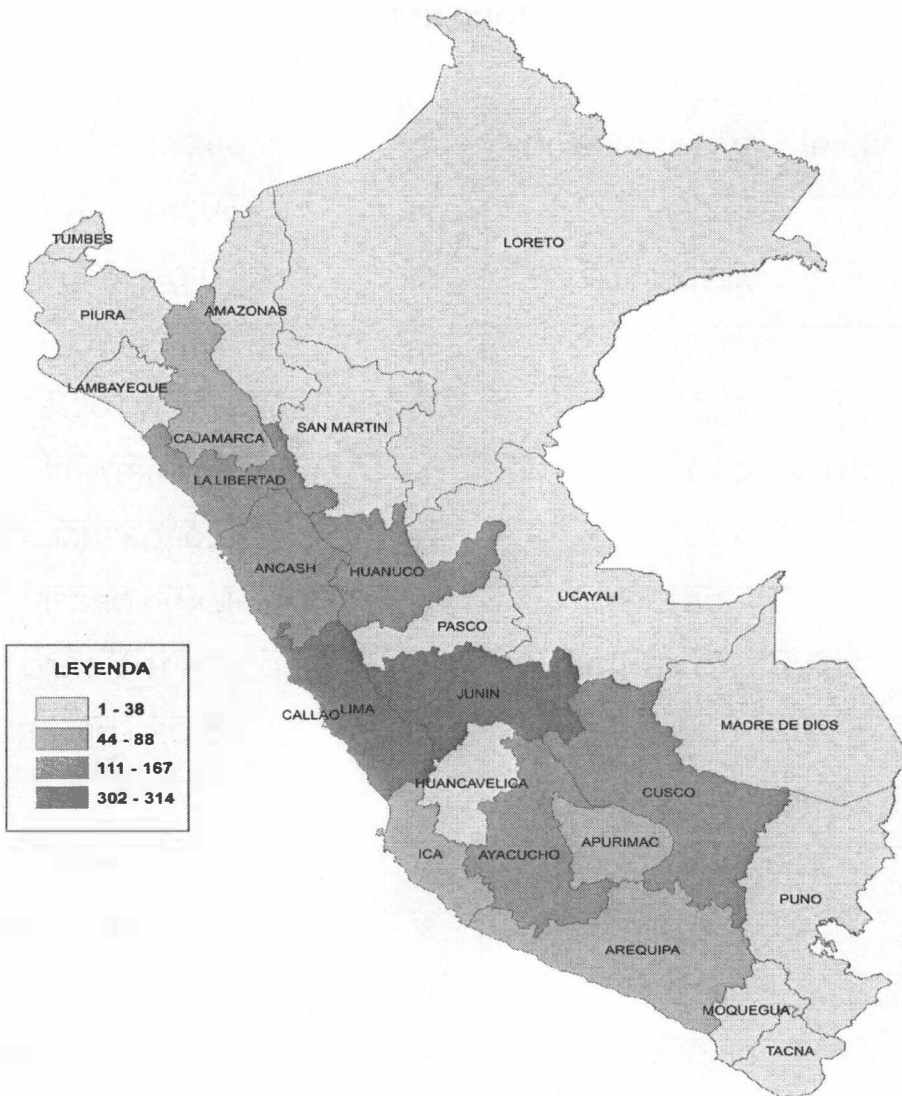 LORETO
TUMBES
AMAZONAS
PIURA
LAMBAYEQUE
SAN MARTIN
CAJAMARCA
LA LIBERTAD
ANCASH
HUANUCO
UCAYALI
PASCO
LEYENDA
1 - 38
44 - 88
111 - 167
302 - 314
JUNIN
CALLAO
LIMA
MADRE DE DIOS
HUANCAVELICA
CUSCO
ICA
AYACUCHO
APURIMAC
PUNO
AREQUIPA
MOQUEGUA
TACNA